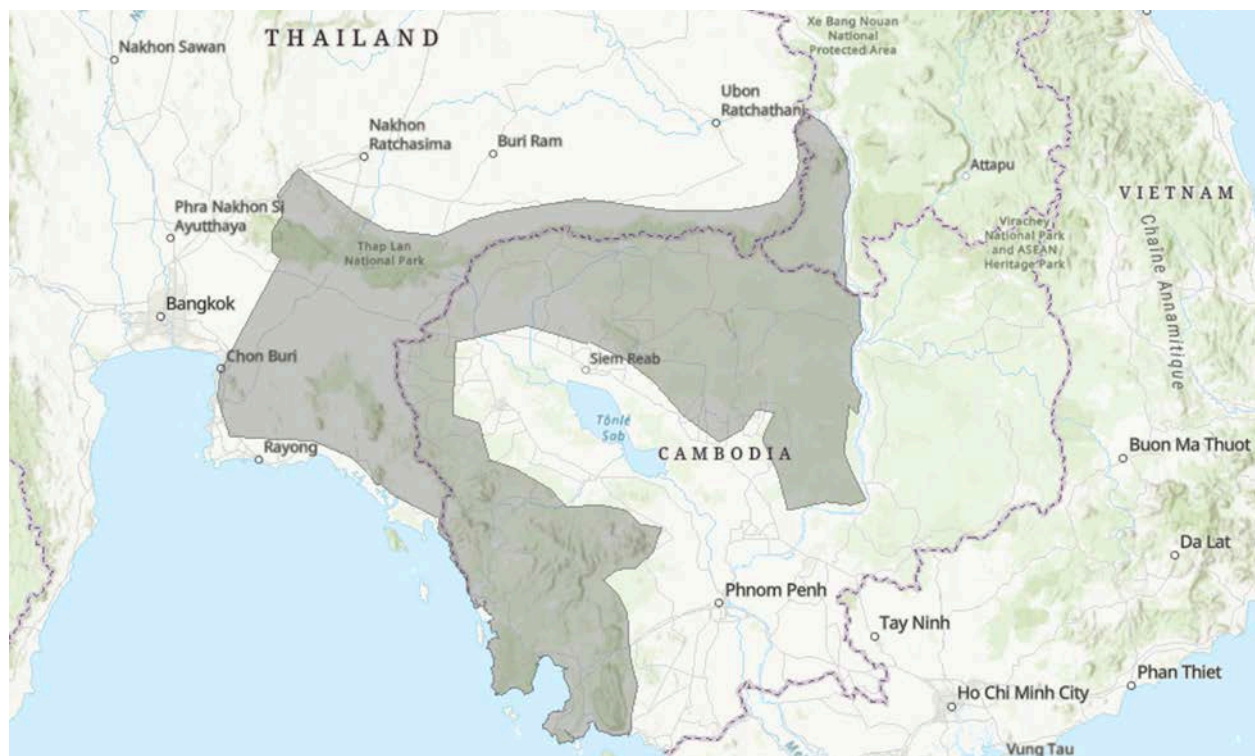 Xe Bang Nouan
National
Protected Area
Nakhon Sawan
THAILAND
Ubon
Ratchathani
Nakhon
Ratchasima
Buri Ram
Attapu
VIETNAM
Phra Nakhon Si
Ayutthaya
Virachey
National Park
and ASEAN
Heritage Park
Thap Lan
National Park
Chaîne Annamitique
Bangkok
Chon Buri
Siem Reab
Tônlé
Sab
CAMBODIA
Rayong
Buon Ma Thuot
Da Lat
Phnom Penh
Tay Ninh
Phan Thiet
Ho Chi Minh City
Vung Tau